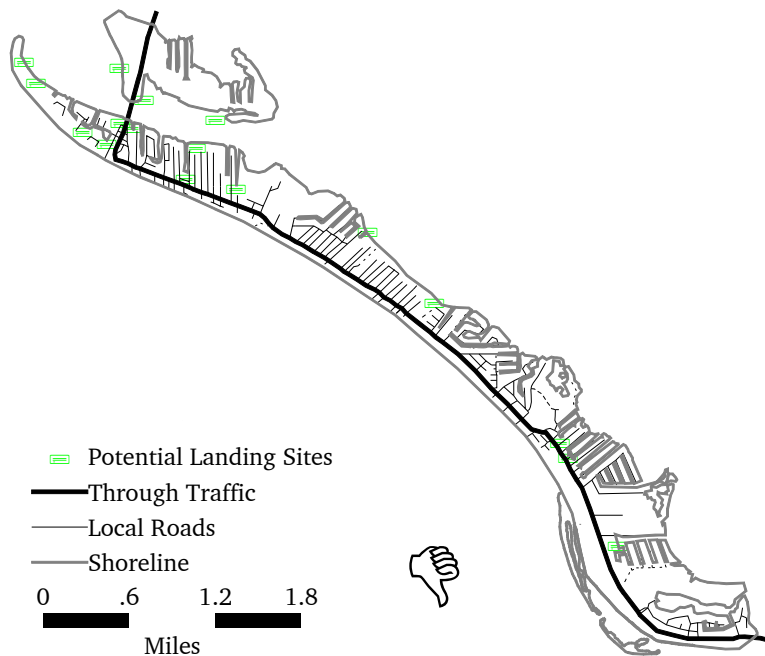 Potential Landing Sites
Through Traffic
Local Roads
Shoreline
0 .6 1.2 1.8
Miles